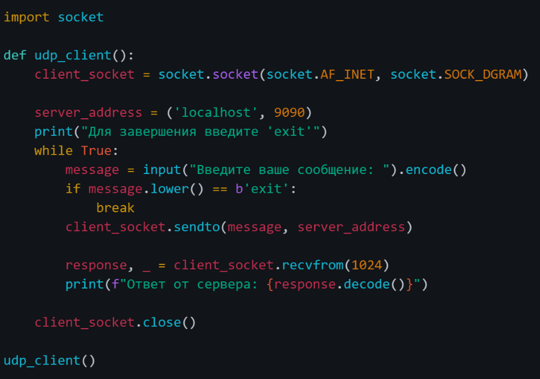 import socket
def udp_client():
client_socket = socket.socket(socket.AF_INET, socket.SOCK_DGRAM)
server_address = ('localhost', 9090)
print("Для завершения введите 'exit'")
while True:
message = input("Введите ваше сообщение: ").encode()
if message.lower() == b'exit':
break
client_socket.sendto(message, server_address)
response, _ = client_socket.recvfrom(1024)
print(f"Ответ от сервера: {response.decode()}")
client_socket.close()
udp_client()